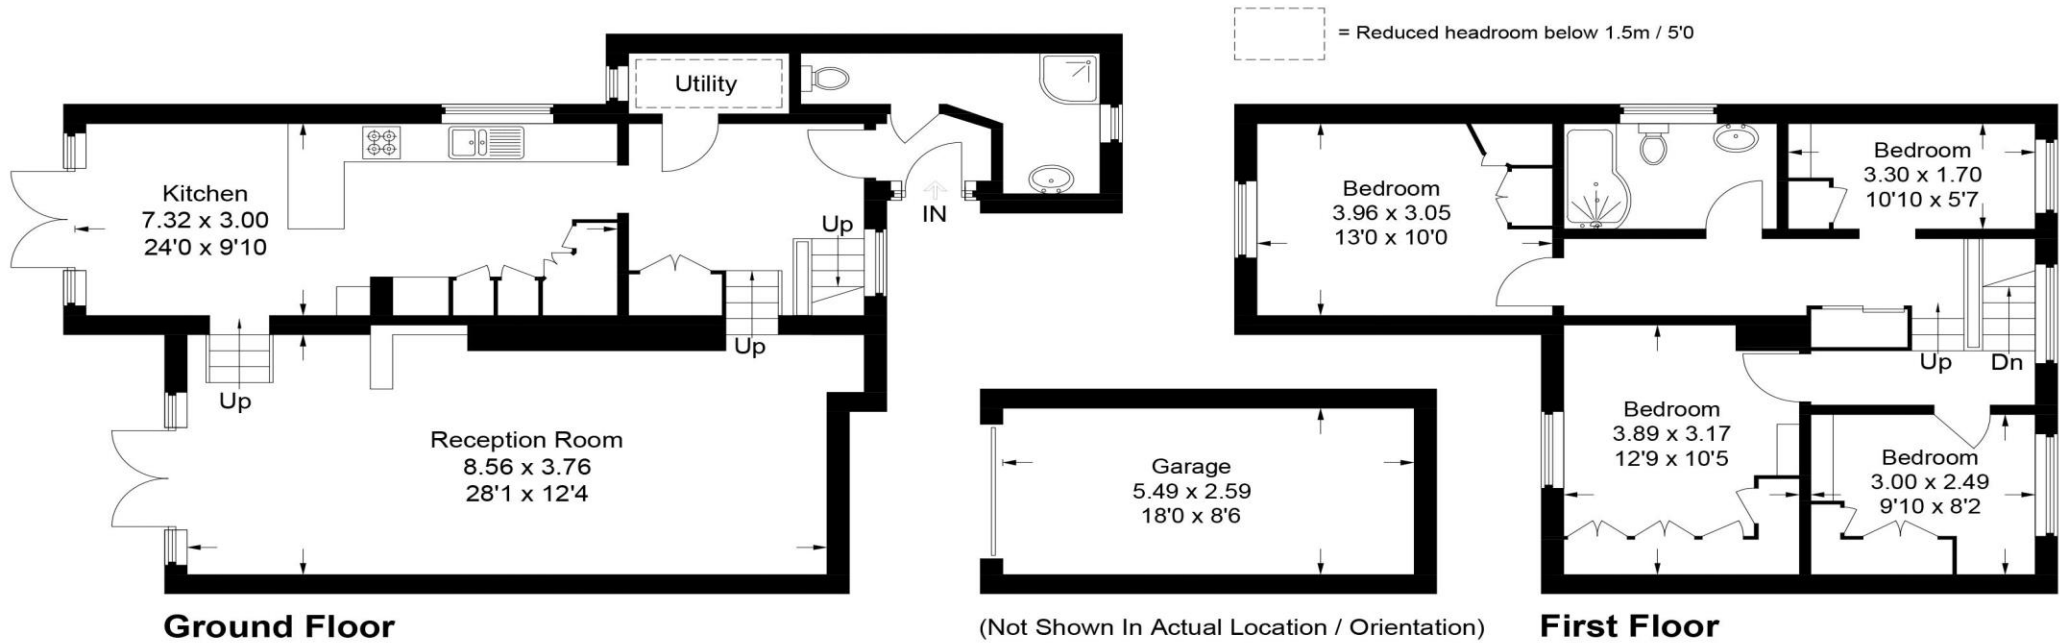 = Reduced headroom below 1.5m / 5'0
Utility
Kitchen
7.32 x 3.00
24'0 x 9'10
IN
Up
Up
Up
Reception Room
8.56 x 3.76
28'1 x 12'4
Ground Floor
Garage
5.49 x 2.59
18'0 x 8'6
(Not Shown In Actual Location / Orientation)
Bedroom
3.96 x 3.05
13'0 x 10'0
Bedroom
3.30 x 1.70
10'10 x 5'7
Up
Dn
Bedroom
3.89 x 3.17
12'9 x 10'5
Bedroom
3.00 x 2.49
9'10 x 8'2
First Floor